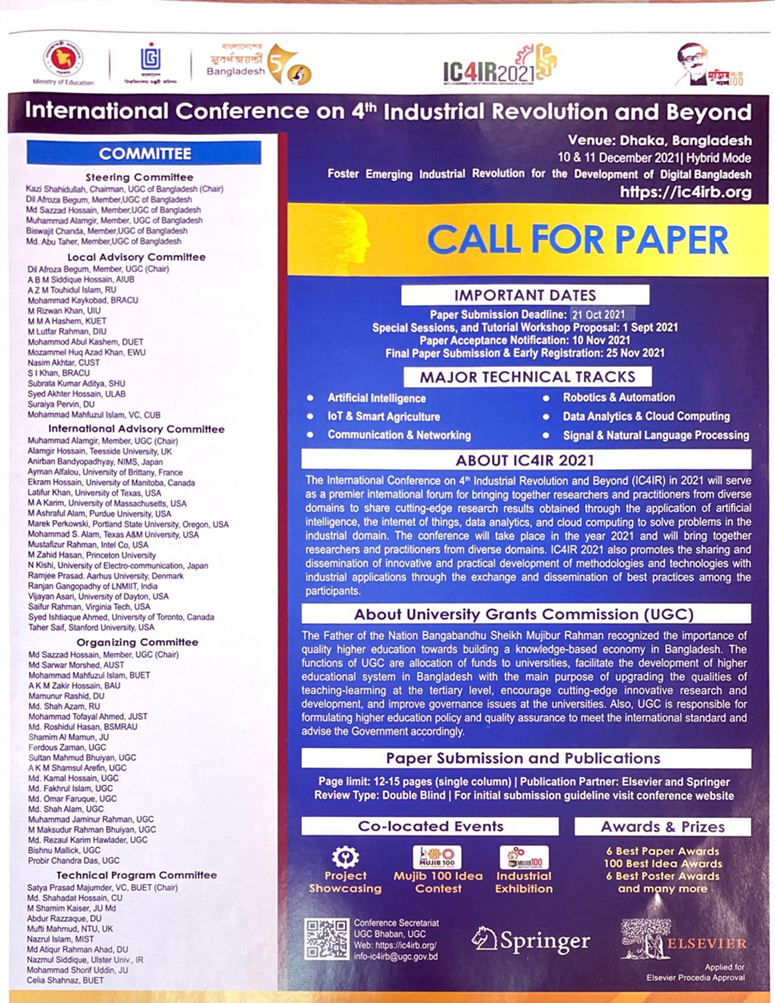 Ministry of Education
বাংলাদেশ
বাংলাদেশের
সুবর্ণজয়ন্তী
Bangladesh 50
IC4IR2021
মুজিব
100
International Conference on 4th Industrial Revolution and Beyond
Venue: Dhaka, Bangladesh
10 & 11 December 2021| Hybrid Mode
Foster Emerging Industrial Revolution for the Development of Digital Bangladesh
https://ic4irb.org
COMMITTEE
Steering Committee
Kazi Shahidullah, Chairman, UGC of Bangladesh (Chair)
Dil Afroza Begum, Member,UGC of Bangladesh
Md Sazzad Hossain, Member,UGC of Bangladesh
Muhammad Alamgir, Member, UGC of Bangladesh
Biswajit Chanda, Member,UGC of Bangladesh
Md. Abu Taher, Member,UGC of Bangladesh
Local Advisory Committee
Dil Afroza Begum, Member, UGC (Chair)
A B M Siddique Hossain, AIUB
A Z M Touhidul Islam, RU
Mohammad Kaykobad, BRACU
M Rizwan Khan, UIU
M M A Hashem, KUET
M Lutfar Rahman, DIU
Mohammod Abul Kashem, DUET
Mozammel Huq Azad Khan, EWU
Nasim Akhtar, CUST
S I Khan, BRACU
Subrata Kumar Aditya, SHU
Syed Akhter Hossain, ULAB
Suraiya Pervin, DU
Mohammad Mahfuzul Islam, VC, CUB
International Advisory Committee
Muhammad Alamgir, Member, UGC (Chair)
Alamgir Hossain, Teesside University, UK
Anirban Bandyopadhyay, NIMS, Japan
Ayman Alfalou, University of Brittany, France
Ekram Hossain, University of Manitoba, Canada
Latifur Khan, University of Texas, USA
M A Karim, University of Massachusetts, USA
M Ashraful Alam, Purdue University, USA
Marek Perkowski, Portland State University, Oregon, USA
Mohammed S. Alam, Texas A&M University, USA
Mustafizur Rahman, Intel Co, USA
M Zahid Hasan, Princeton University
N Kishi, University of Electro-communication, Japan
Ramjee Prasad. Aarhus University, Denmark
Ranjan Gangopadhy of LNMIIT, India
Vijayan Asari, University of Dayton, USA
Saifur Rahman, Virginia Tech, USA
Syed Ishtiaque Ahmed, University of Toronto, Canada
Taher Saif, Stanford University, USA
Organizing Committee
Md Sazzad Hossain, Member, UGC (Chair)
Md Sarwar Morshed, AUST
Mohammad Mahfuzul Islam, BUET
A K M Zakir Hossain, BAU
Mamunur Rashid, DU
Md. Shah Azam, RU
Mohammad Tofayal Ahmed, JUST
Md. Roshidul Hasan, BSMRAU
Shamim Al Mamun, JU
Ferdous Zaman, UGC
Sultan Mahmud Bhuiyan, UGC
A K M Shamsul Arefin, UGC
Md. Kamal Hossain, UGC
Md. Fakhrul Islam, UGC
Md. Omar Faruque, UGC
Md. Shah Alam, UGC
Muhammad Jaminur Rahman, UGC
M Maksudur Rahman Bhuiyan, UGC
Md. Rezaul Karim Hawlader, UGC
Bishnu Mallick, UGC
Probir Chandra Das, UGC
Technical Program Committee
Satya Prasad Majumder, VC, BUET (Chair)
Md. Shahadat Hossain, CU
M Shamim Kaiser, JU Md
Abdur Razzaque, DU
Mufti Mahmud, NTU, UK
Nazrul Islam, MIST
Md Atiqur Rahman Ahad, DU
Nazmul Siddique, Ulster Univ., IR
Mohammad Shorif Uddin, JU
Celia Shahnaz, BUET
CALL FOR PAPER
IMPORTANT DATES
Paper Submission Deadline: 21 Oct 2021
Special Sessions, and Tutorial Workshop Proposal: 1 Sept 2021
Paper Acceptance Notification: 10 Nov 2021
Final Paper Submission & Early Registration: 25 Nov 2021
MAJOR TECHNICAL TRACKS
• Artificial Intelligence
• IoT & Smart Agriculture
• Communication & Networking
• Robotics & Automation
• Data Analytics & Cloud Computing
• Signal & Natural Language Processing
ABOUT IC4IR 2021
The International Conference on 4th Industrial Revolution and Beyond (IC4IR) in 2021 will serve
as a premier international forum for bringing together researchers and practitioners from diverse
domains to share cutting-edge research results obtained through the application of artificial
intelligence, the internet of things, data analytics, and cloud computing to solve problems in the
industrial domain. The conference will take place in the year 2021 and will bring together
researchers and practitioners from diverse domains. IC4IR 2021 also promotes the sharing and
dissemination of innovative and practical development of methodologies and technologies with
industrial applications through the exchange and dissemination of best practices among the
participants.
About University Grants Commission (UGC)
The Father of the Nation Bangabandhu Sheikh Mujibur Rahman recognized the importance of
quality higher education towards building a knowledge-based economy in Bangladesh. The
functions of UGC are allocation of funds to universities, facilitate the development of higher
educational system in Bangladesh with the main purpose of upgrading the qualities of
teaching-learning at the tertiary level, encourage cutting-edge innovative research and
development, and improve governance issues at the universities. Also, UGC is responsible for
formulating higher education policy and quality assurance to meet the international standard and
advise the Government accordingly.
Paper Submission and Publications
Page limit: 12-15 pages (single column) | Publication Partner: Elsevier and Springer
Review Type: Double Blind | For initial submission guideline visit conference website
Co-located Events
Project
Showcasing
MUJIB 100
Mujib 100 Idea
Contest
MUJIB100
Industrial
Exhibition
Awards & Prizes
6 Best Paper Awards
100 Best Idea Awards
6 Best Poster Awards
and many more
Conference Secretariat
UGC Bhaban, UGC
Web: https://ic4irb.org/
info-ic4irb@ugc.gov.bd
Springer
ELSEVIER
Applied for
Elsevier Procedia Approval